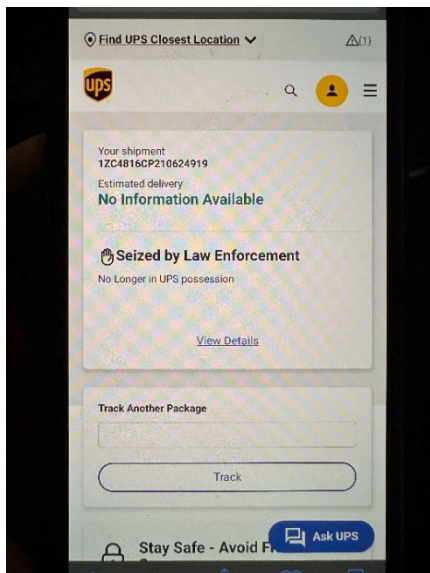 Find UPS Closest Location
(1)
ups
Your shipment
1ZC4816CP210624919
Estimated delivery
No Information Available
Seized by Law Enforcement
No Longer in UPS possession
View Details
Track Another Package
Track
Stay Safe - Avoid
Ask UPS